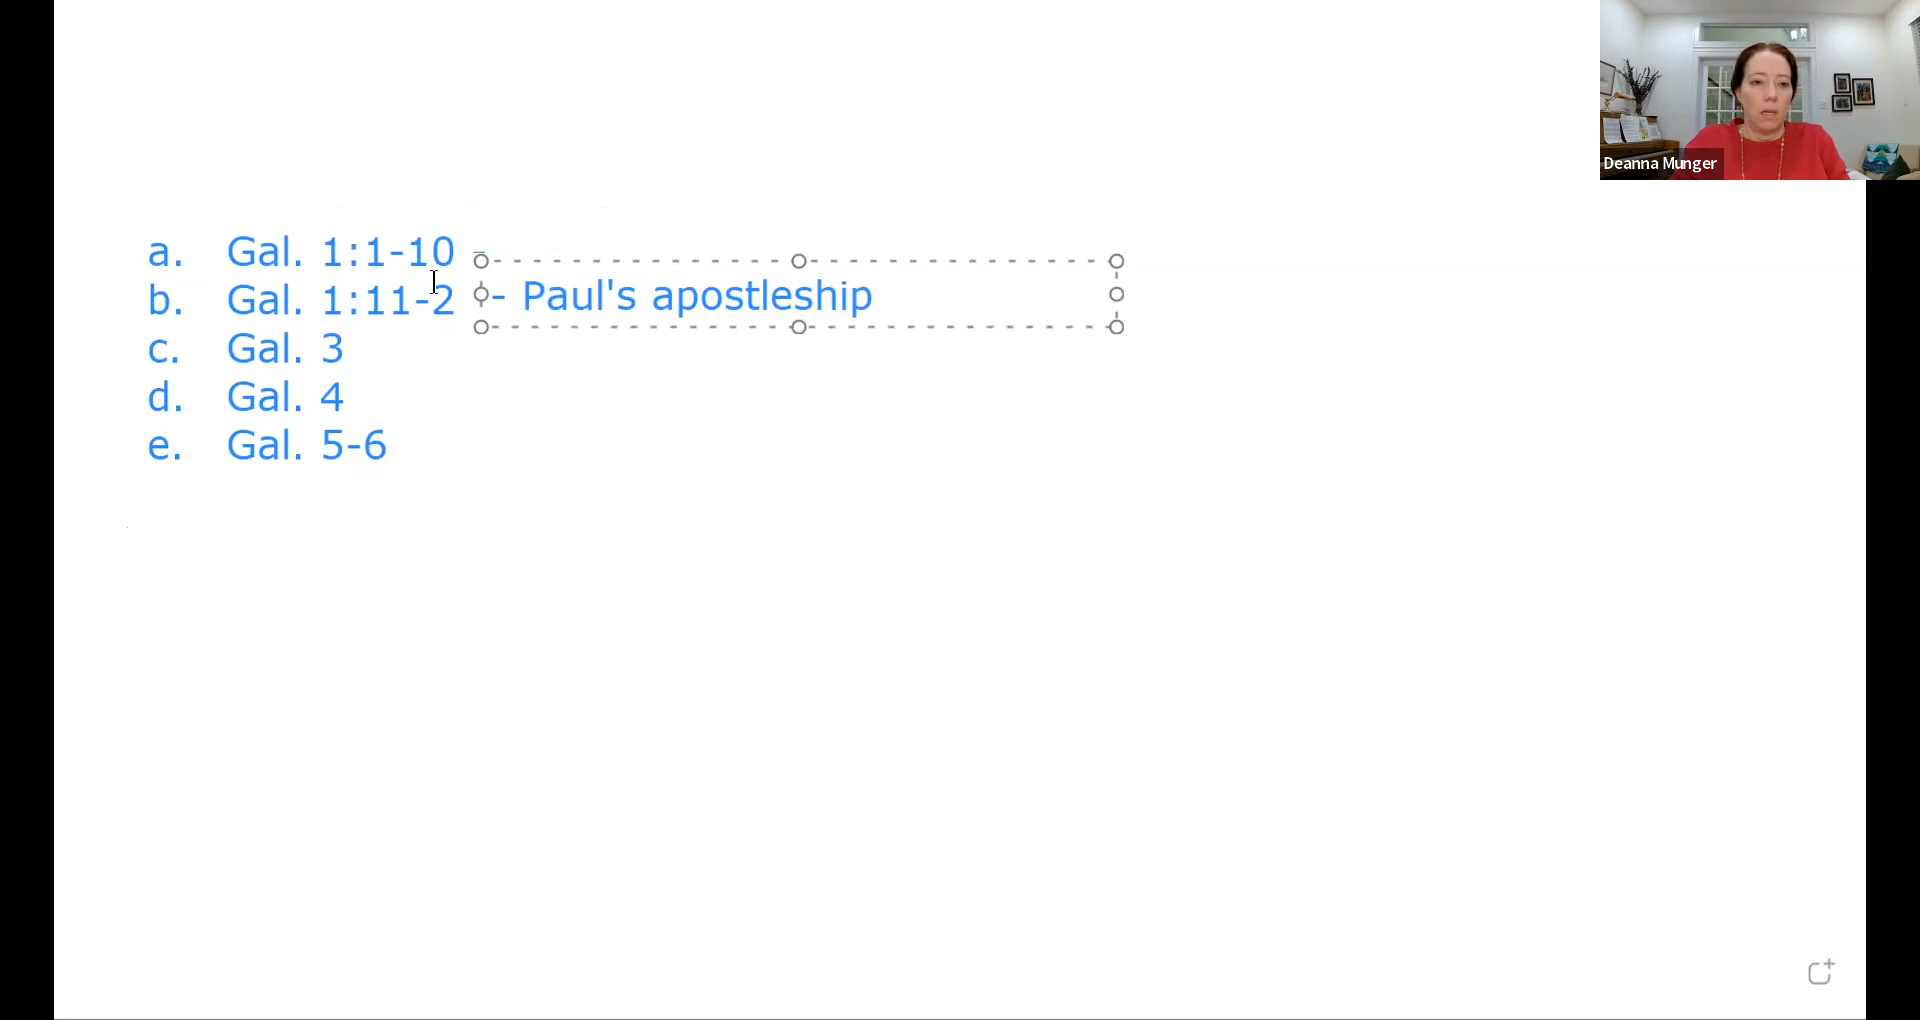 Deanna Munger
a. Gal. 1:1-10 -
b. Gal. 1:11-2 - Paul's apostleship
c. Gal. 3
d. Gal. 4
e. Gal. 5-6